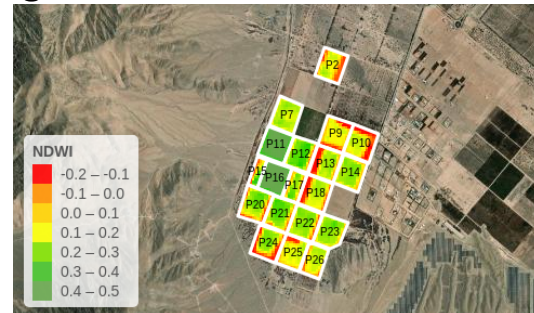 P2
P7
P9
P10
P11
P12
P13
P14
P15
P16
P17
P18
P20
P21
P22
P23
P24
P25
P26
NDWI
-0.2 – -0.1
-0.1 – 0.0
0.0 – 0.1
0.1 – 0.2
0.2 – 0.3
0.3 – 0.4
0.4 – 0.5